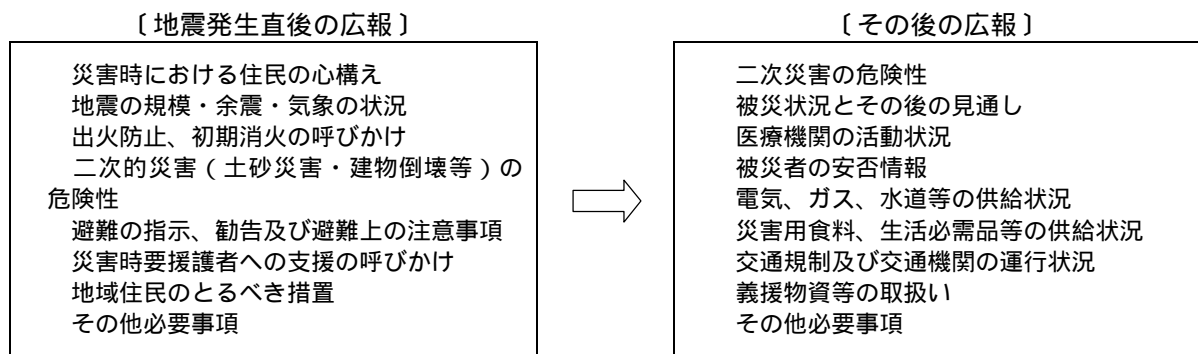 〔地震発生直後の広報〕
災害時における住民の心構え
地震の規模・余震・気象の状況
出火防止、初期消火の呼びかけ
二次的災害（土砂災害・建物倒壊等）の
危険性
避難の指示、勧告及び避難上の注意事項
災害時要援護者への支援の呼びかけ
地域住民のとるべき措置
その他必要事項
〔その後の広報〕
二次災害の危険性
被災状況とその後の見通し
医療機関の活動状況
被災者の安否情報
電気、ガス、水道等の供給状況
災害用食料、生活必需品等の供給状況
交通規制及び交通機関の運行状況
義援物資等の取扱い
その他必要事項